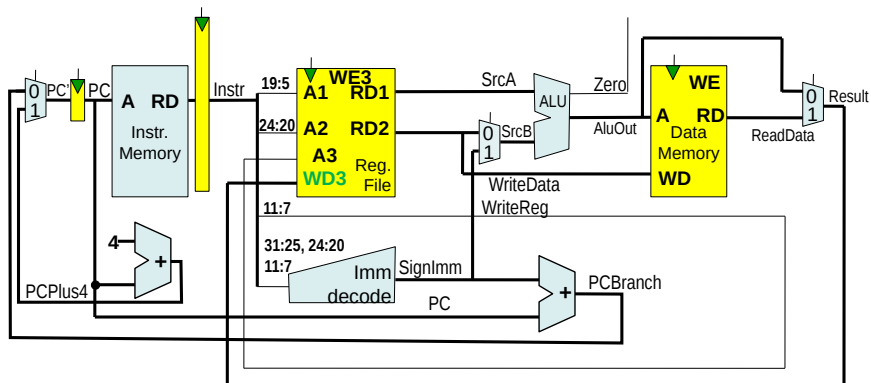 0
1
PC'
PC
A RD
Instr.
Memory
Instr
19:5
24:20
WE3
A1 RD1
A2 RD2
A3
Reg.
File
WD3
SrcA
0
1
SrcB
ALU
Zero
AluOut
WriteData
WriteReg
WE
A RD
Data
Memory
WD
ReadData
0
1
Result
11:7
4
+
PCPlus4
31:25, 24:20
11:7
Imm
decode
SignImm
PC
+
PCBranch